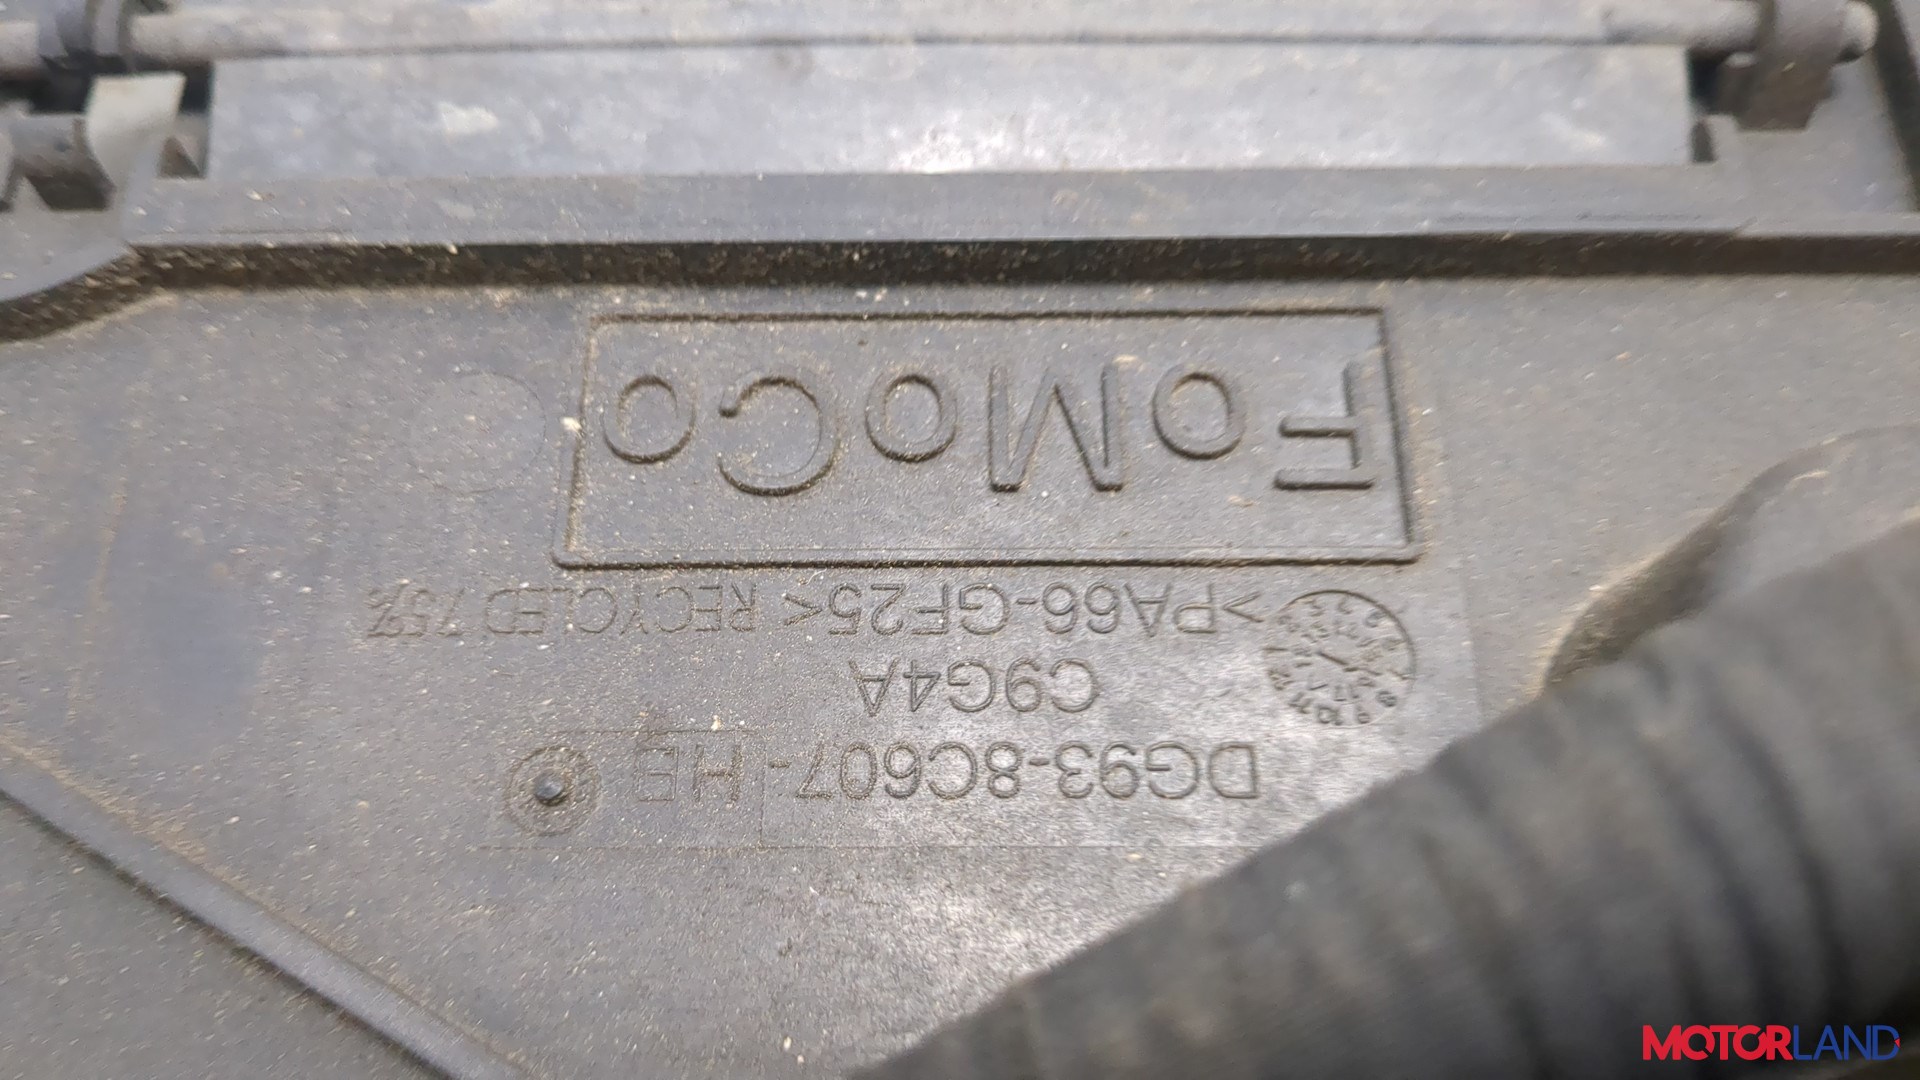 FoMoCo
>PA66-GF25< RECYCLED 75%
C9G4A
DG93-8C607-HB
MOTORLAND